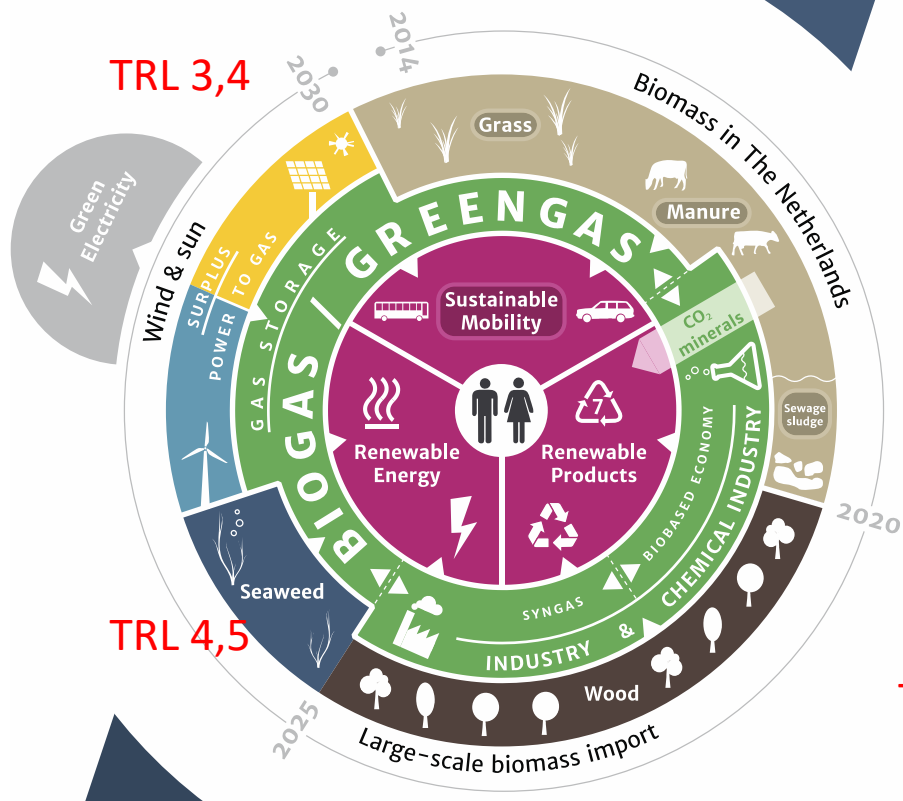 TRL 3,4
2014
2030
Biomass in The Netherlands
Grass
Manure
Green
Electricity
Wind & sun
SURPLUS
POWER TO GAS
GAS STORAGE
BIOGAS / GREENGAS
Sustainable
Mobility
CO₂
minerals
Sewage
sludge
7
Renewable
Energy
Renewable
Products
BIOBASED ECONOMY
SYNGAS
INDUSTRY & CHEMICAL INDUSTRY
2020
Seaweed
TRL 4,5
Wood
2025
Large-scale biomass import